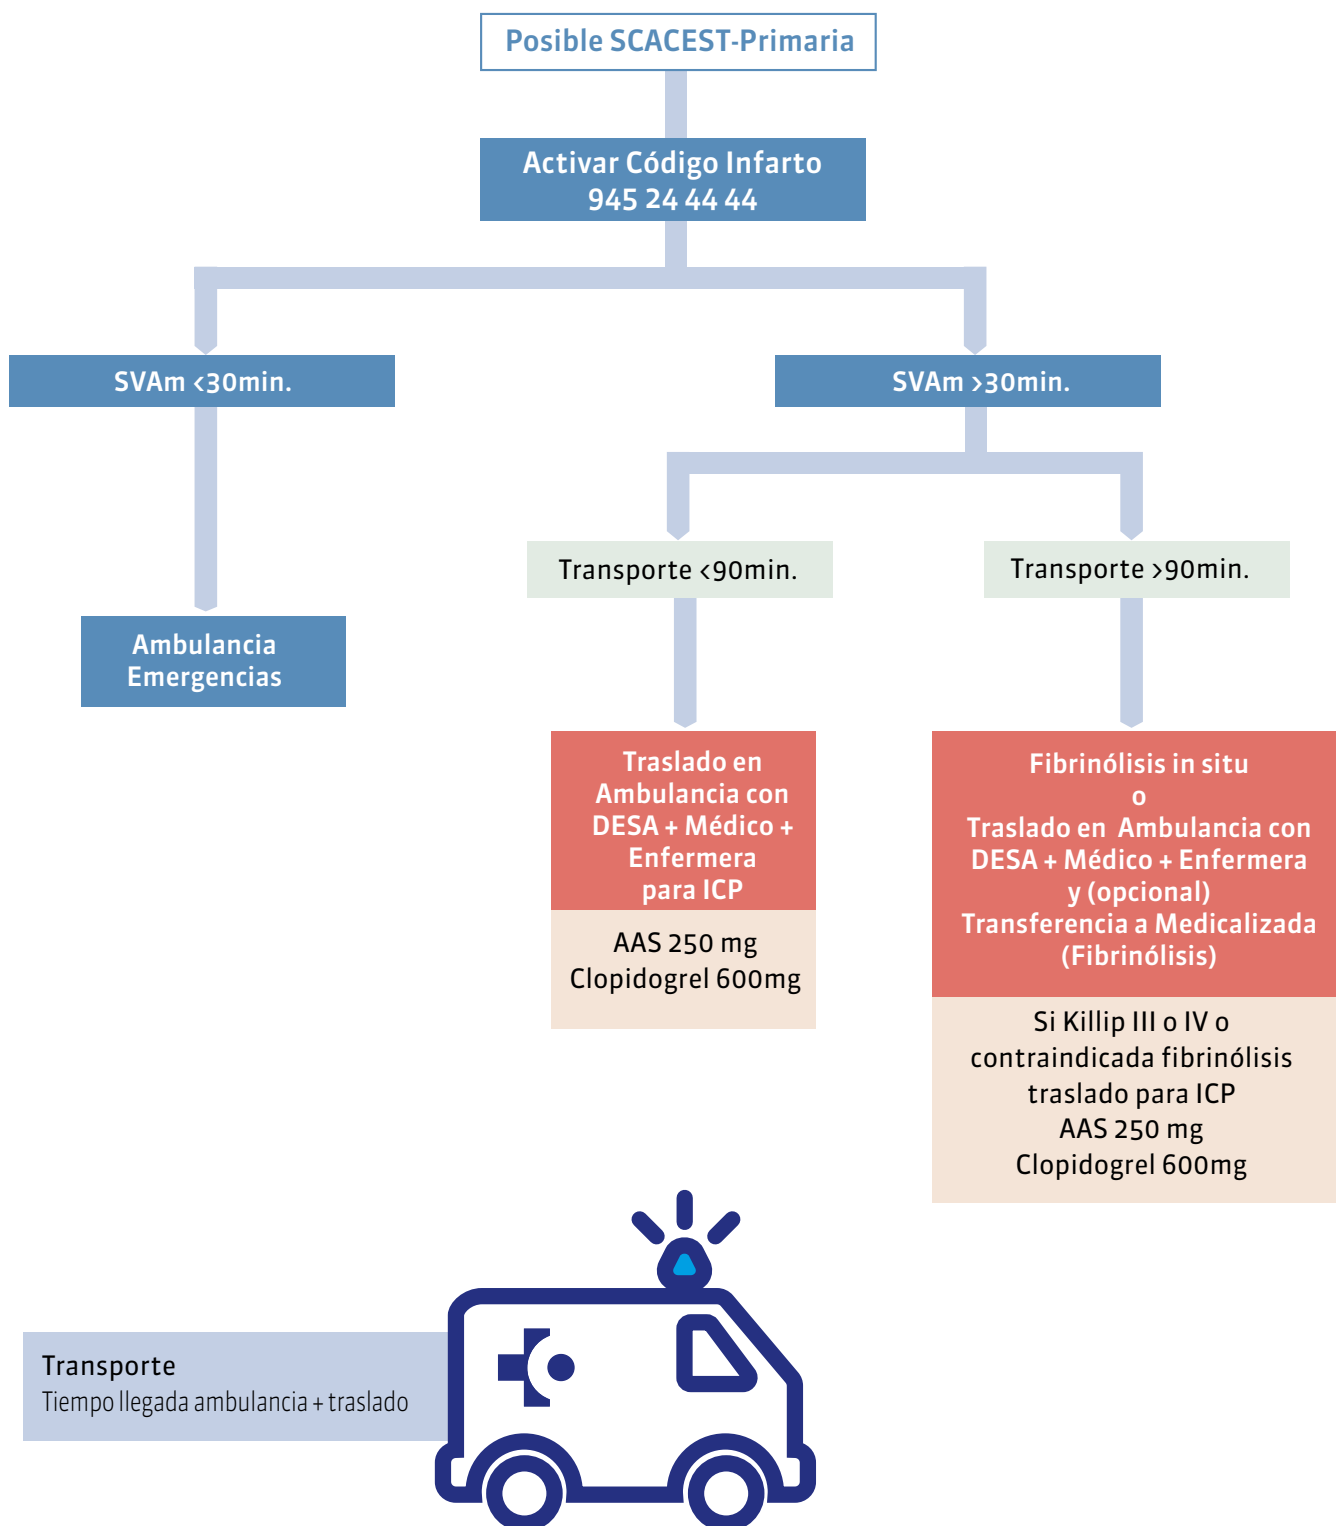 Posible SCACEST-Primaria
Activar Código Infarto
945 24 44 44
SVAm <30min.
SVAm >30min.
Transporte <90min.
Transporte >90min.
Ambulancia
Emergencias
Traslado en
Ambulancia con
DESA + Médico +
Enfermera
para ICP
AAS 250 mg
Clopidogrel 600mg
Fibrinólisis in situ
o
Traslado en Ambulancia con
DESA + Médico + Enfermera
y (opcional)
Transferencia a Medicalizada
(Fibrinólisis)
Si Killip III o IV o
contraindicada fibrinólisis
traslado para ICP
AAS 250 mg
Clopidogrel 600mg
Transporte
Tiempo llegada ambulancia + traslado